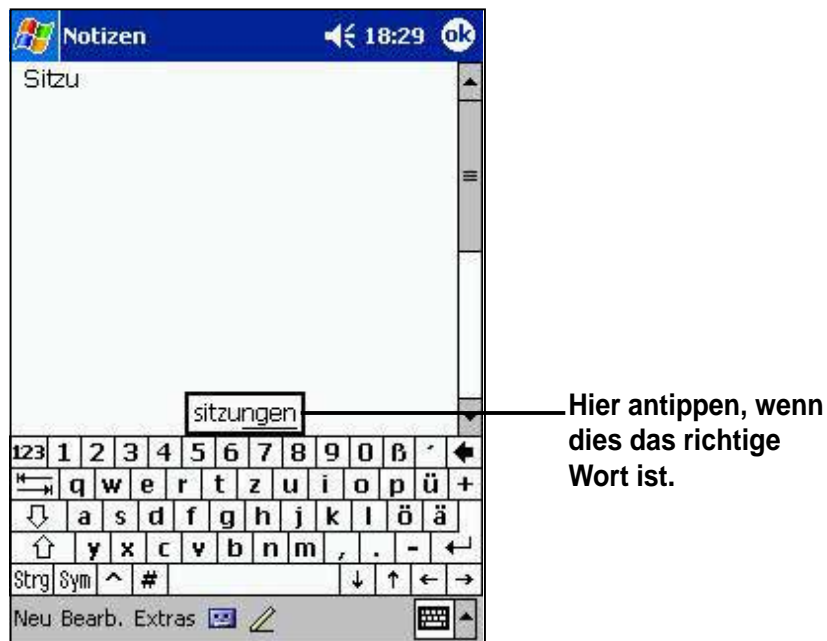 Notizen 18:29 ok
Sitzu
sitzungen
Hier antippen, wenn
dies das richtige
Wort ist.
123 1 2 3 4 5 6 7 8 9 0 ß ´
q w e r t z u i o p ü +
a s d f g h j k l ö ä
y x c v b n m , . -
Strg Sym ^ # ↓ ↑ ← →
Neu Bearb. Extras